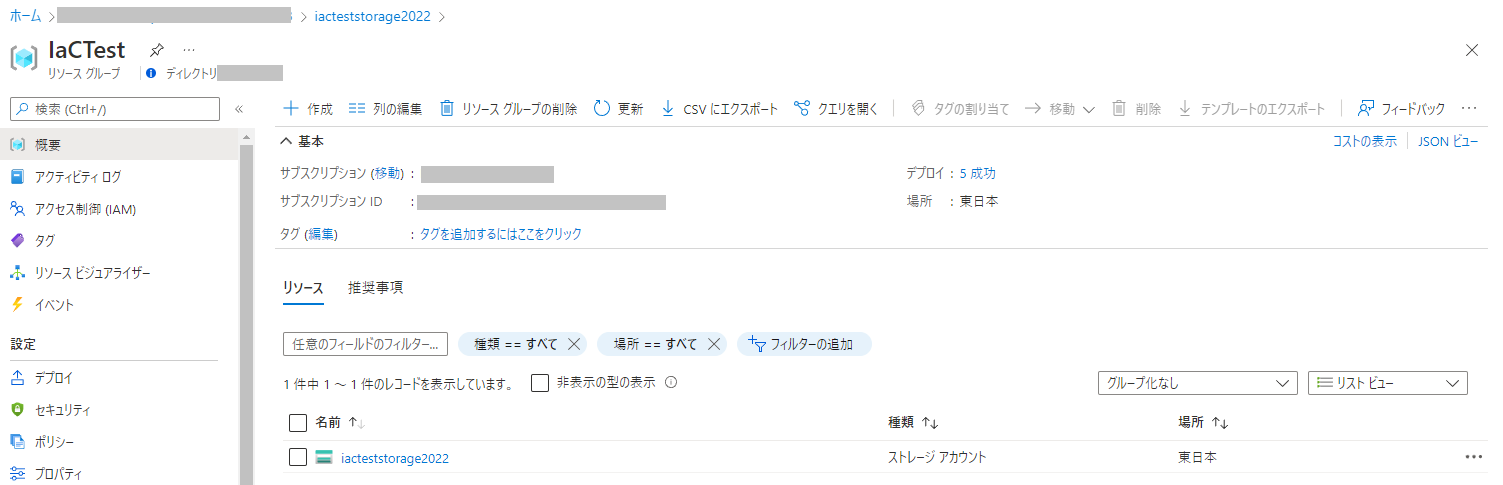 ホーム > iacteststorage2022 >
IaCTest ...
リソース グループ ディレクトリ
検索 (Ctrl+/) «
作成 列の編集 リソース グループの削除 更新 CSV にエクスポート クエリを開く タグの割り当て 移動 削除 テンプレートのエクスポート フィードバック ...
概要
アクティビティ ログ
アクセス制御 (IAM)
タグ
リソース ビジュアライザー
イベント
設定
デプロイ
セキュリティ
ポリシー
プロパティ
基本 コストの表示 JSON ビュー
サブスクリプション (移動) : デプロイ : 5 成功
サブスクリプション ID : 場所 : 東日本
タグ (編集) : タグを追加するにはここをクリック
リソース 推奨事項
任意のフィールドのフィルター... 種類 == すべて 場所 == すべて フィルターの追加
1 件中 1 ～ 1 件のレコードを表示しています。 非表示の型の表示 グループ化なし リスト ビュー
名前 種類 場所
iacteststorage2022 ストレージ アカウント 東日本 ...